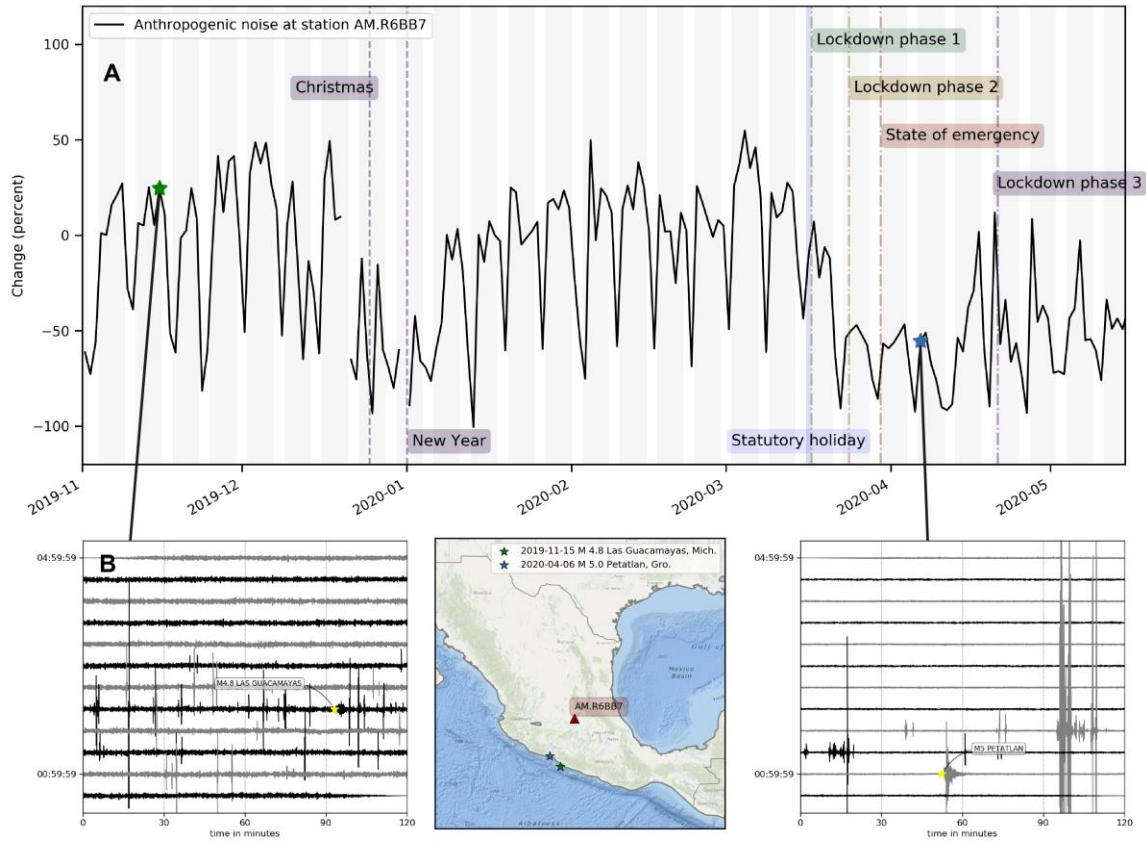 Anthropogenic noise at station AM.R6BB7
A
Lockdown phase 1
Christmas
Lockdown phase 2
State of emergency
Lockdown phase 3
New Year
Statutory holiday
Change (percent)
100
50
0
−50
−100
2019-11
2019-12
2020-01
2020-02
2020-03
2020-04
2020-05
B
04:59:59
M4.8 LAS GUACAMAYAS
00:59:59
0
30
60
90
120
time in minutes
2019-11-15 M 4.8 Las Guacamayas, Mich.
2020-04-06 M 5.0 Petatlan, Gro.
Gulf of
Mexico
Basin
AM.R6BB7
Albatross
04:59:59
M5 PETATLAN
00:59:59
0
30
60
90
120
time in minutes